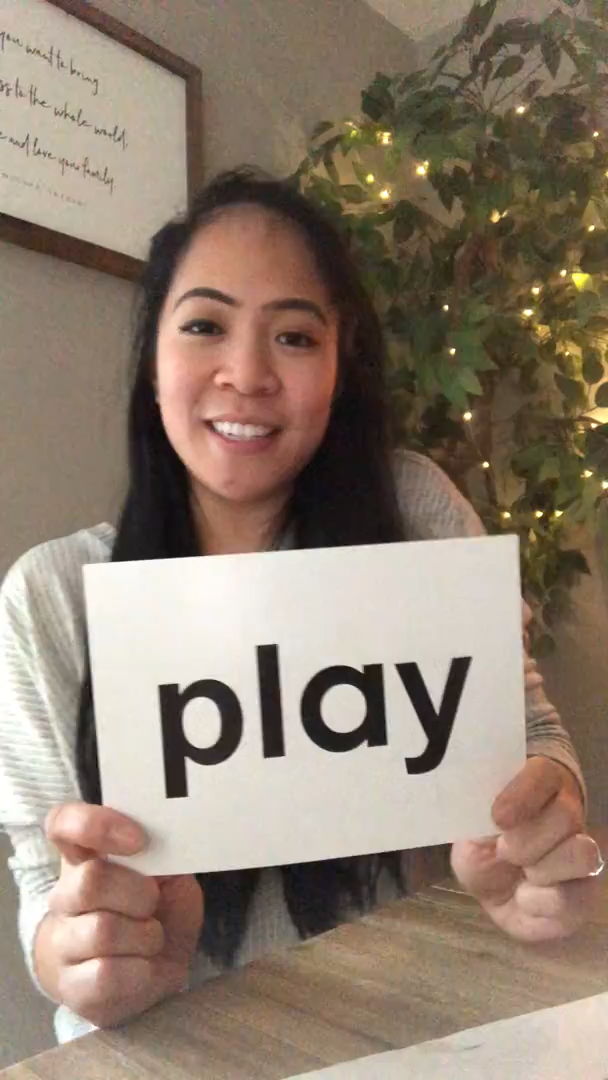 you want to bring
to the whole world,
and love your family.
play